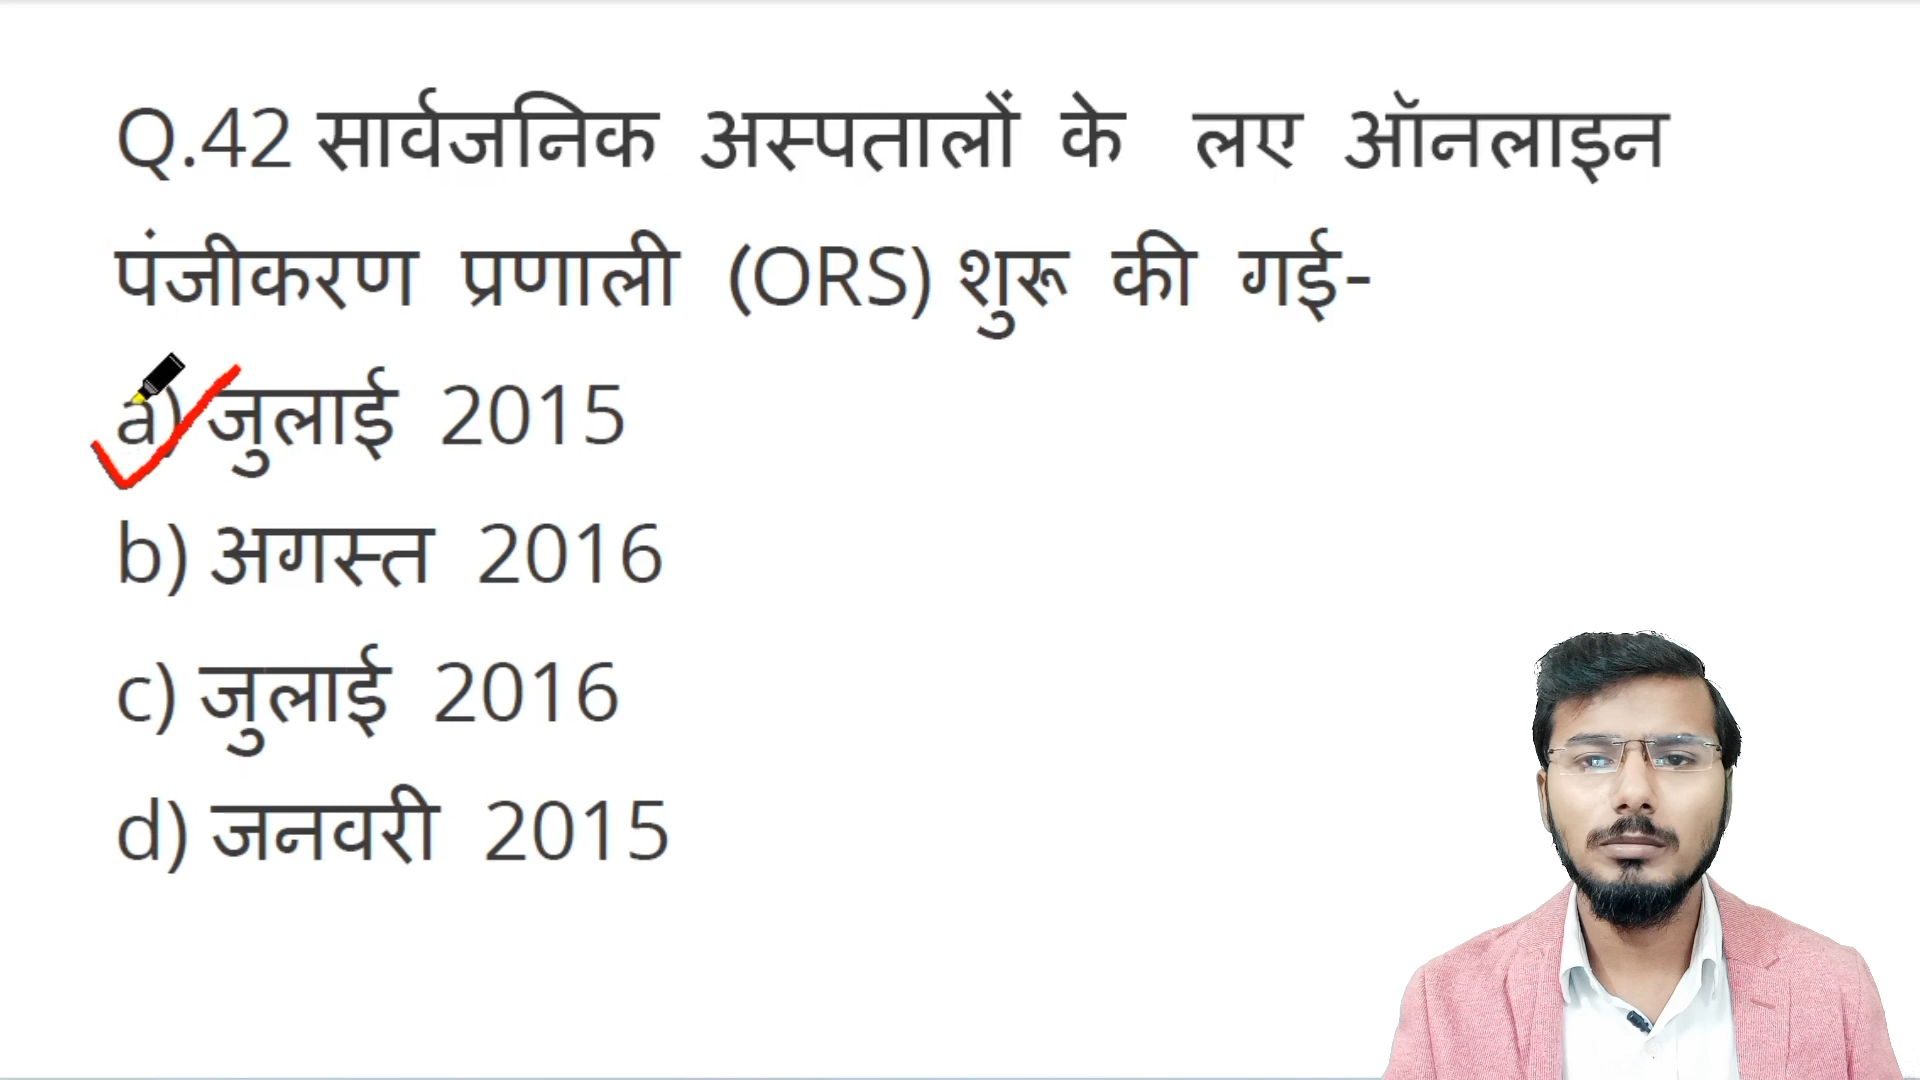 Q.42 सार्वजनिक अस्पतालों के लए ऑनलाइन
पंजीकरण प्रणाली (ORS) शुरू की गई-
a) जुलाई 2015
b) अगस्त 2016
c) जुलाई 2016
d) जनवरी 2015